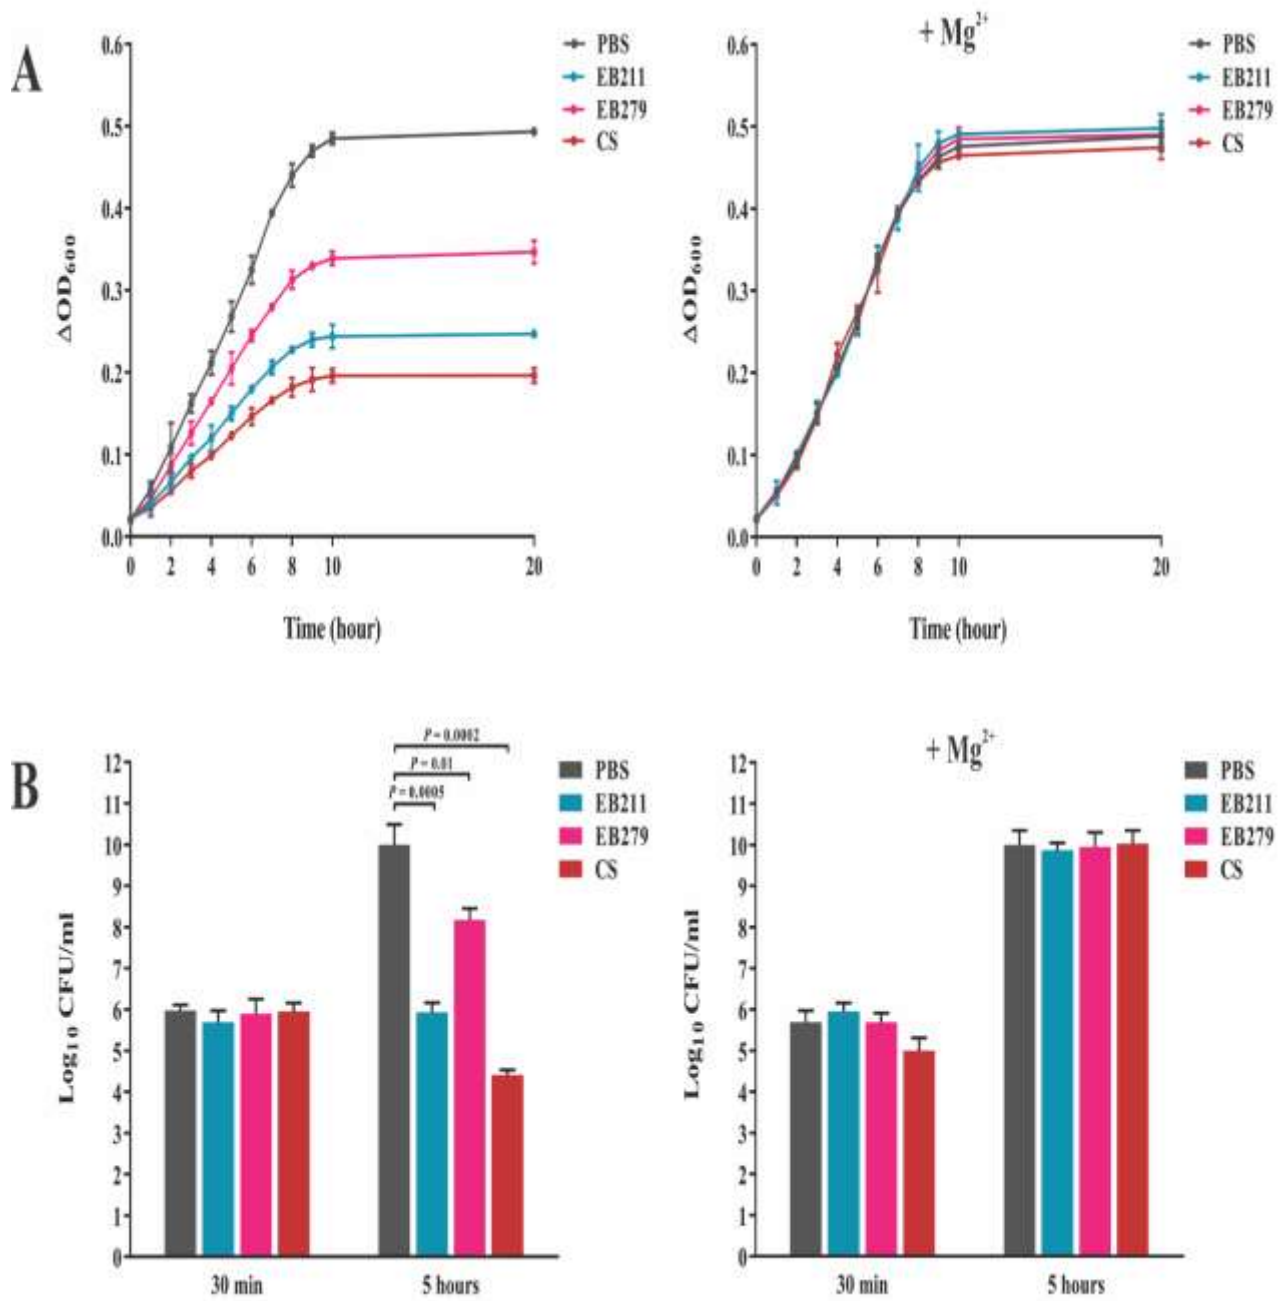 A
0.6
0.5
0.4
0.3
0.2
0.1
0.0
ΔOD600
0 2 4 6 8 10 20
Time (hour)
PBS
EB211
EB279
CS
+ Mg2+
0.6
0.5
0.4
0.3
0.2
0.1
0.0
ΔOD600
0 2 4 6 8 10 20
Time (hour)
PBS
EB211
EB279
CS
B
12
11
10
9
8
7
6
5
4
3
2
1
0
Log10 CFU/ml
P = 0.0002
P = 0.01
P = 0.0005
30 min 5 hours
PBS
EB211
EB279
CS
+ Mg2+
12
11
10
9
8
7
6
5
4
3
2
1
0
Log10 CFU/ml
30 min 5 hours
PBS
EB211
EB279
CS